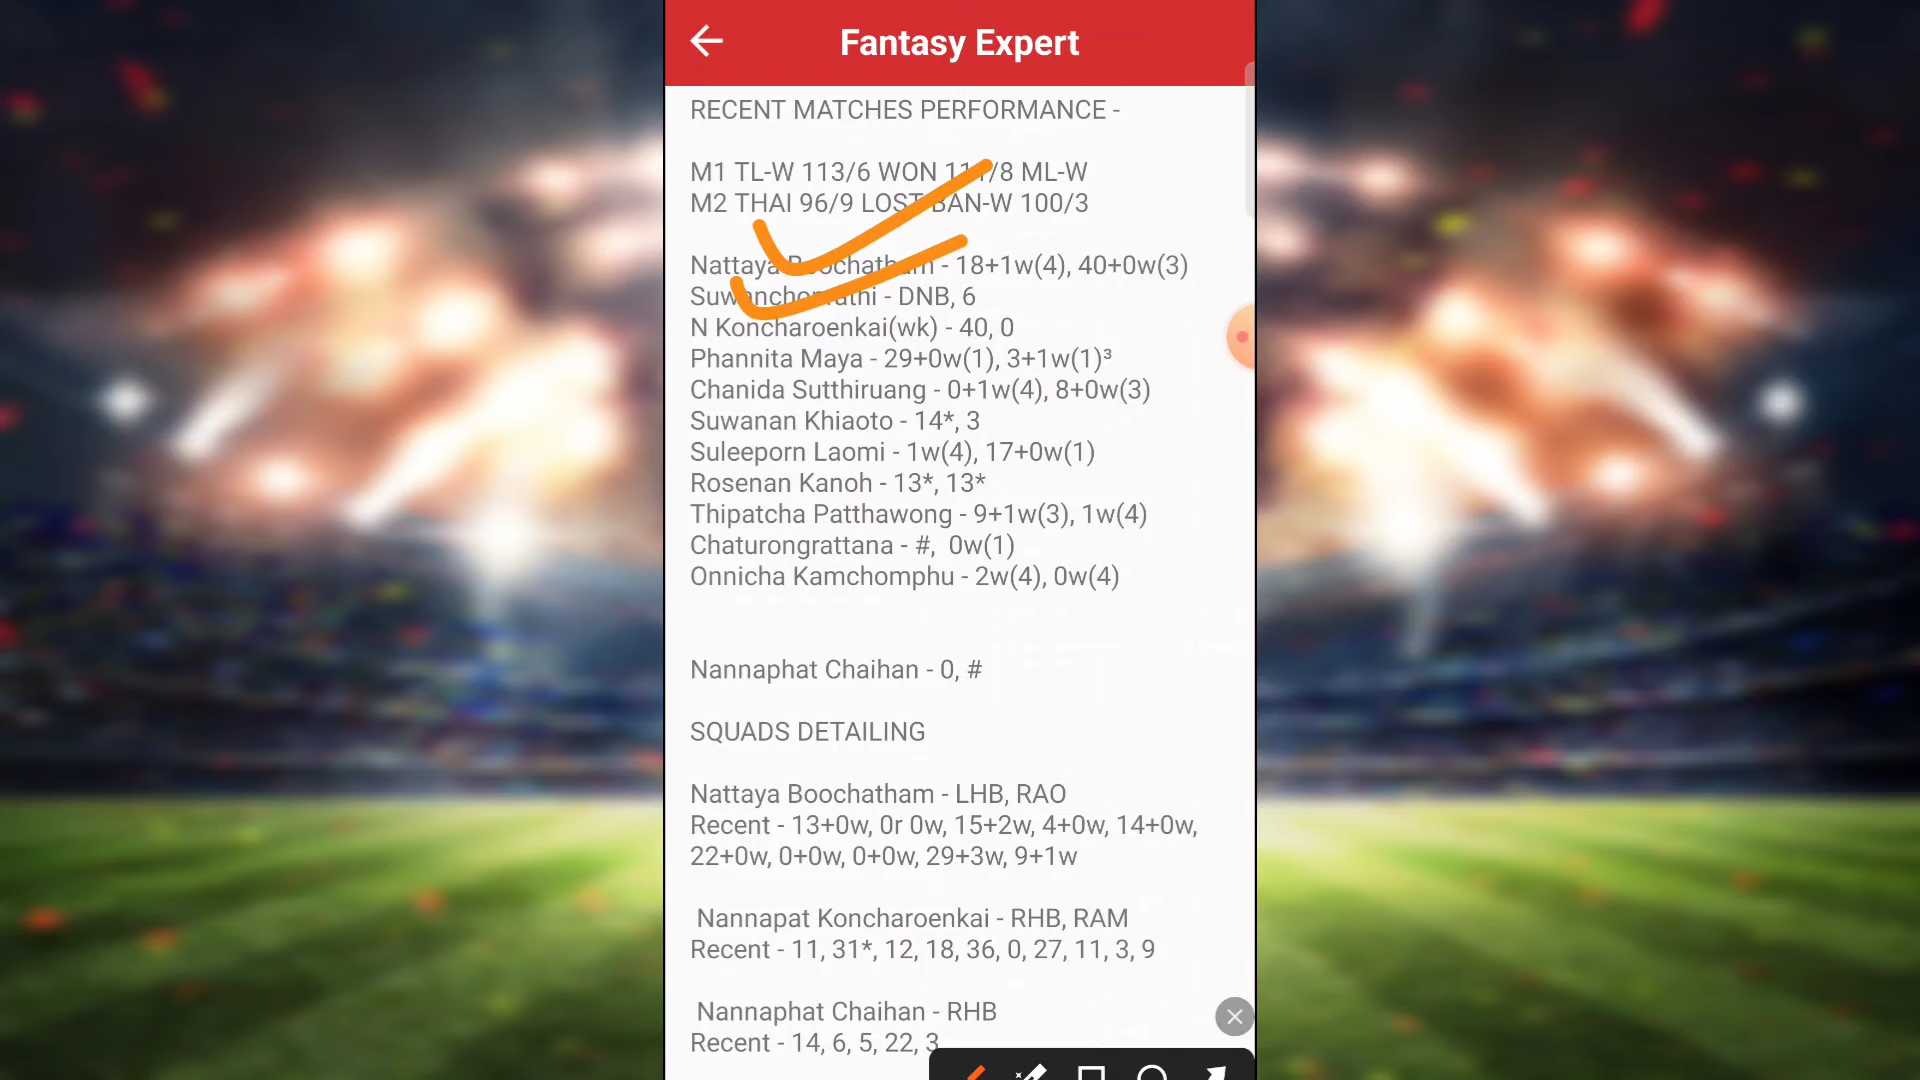 Fantasy Expert
RECENT MATCHES PERFORMANCE -
M1 TL-W 113/6 WON /8 ML-W
M2 THAI 96/9 LOST BAN-W 100/3
Nattaya Boochatham - 18+1w(4), 40+0w(3)
- DNB, 6
N Koncharoenkai(wk) - 40, 0
Phannita Maya - 29+0w(1), 3+1w(1)³
Chanida Sutthiruang - 0+1w(4), 8+0w(3)
Suwanan Khiaoto - 14*, 3
Suleeporn Laomi - 1w(4), 17+0w(1)
Rosenan Kanoh - 13*, 13*
Thipatcha Patthawong - 9+1w(3), 1w(4)
Chaturongrattana - #, 0w(1)
Onnicha Kamchomphu - 2w(4), 0w(4)
Nannaphat Chaihan - 0, #
SQUADS DETAILING
Nattaya Boochatham - LHB, RAO
Recent - 13+0w, 0r 0w, 15+2w, 4+0w, 14+0w,
22+0w, 0+0w, 0+0w, 29+3w, 9+1w
Nannapat Koncharoenkai - RHB, RAM
Recent - 11, 31*, 12, 18, 36, 0, 27, 11, 3, 9
Nannaphat Chaihan - RHB
Recent - 14, 6, 5, 22, 3